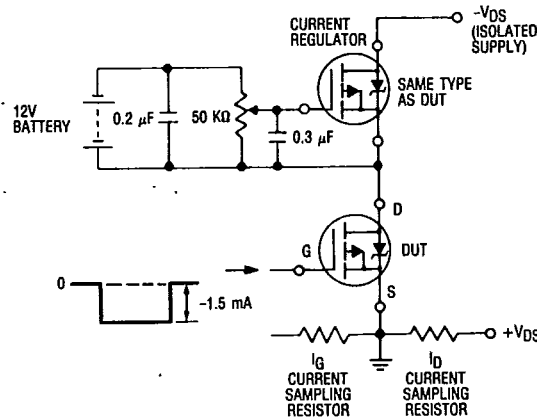 -VDS
(ISOLATED
SUPPLY)
CURRENT
REGULATOR
SAME TYPE
AS DUT
12V
BATTERY
0.2 μF
50 KΩ
0.3 μF
D
G
DUT
S
0
-1.5 mA
+VDS
IG
CURRENT
SAMPLING
RESISTOR
ID
CURRENT
SAMPLING
RESISTOR